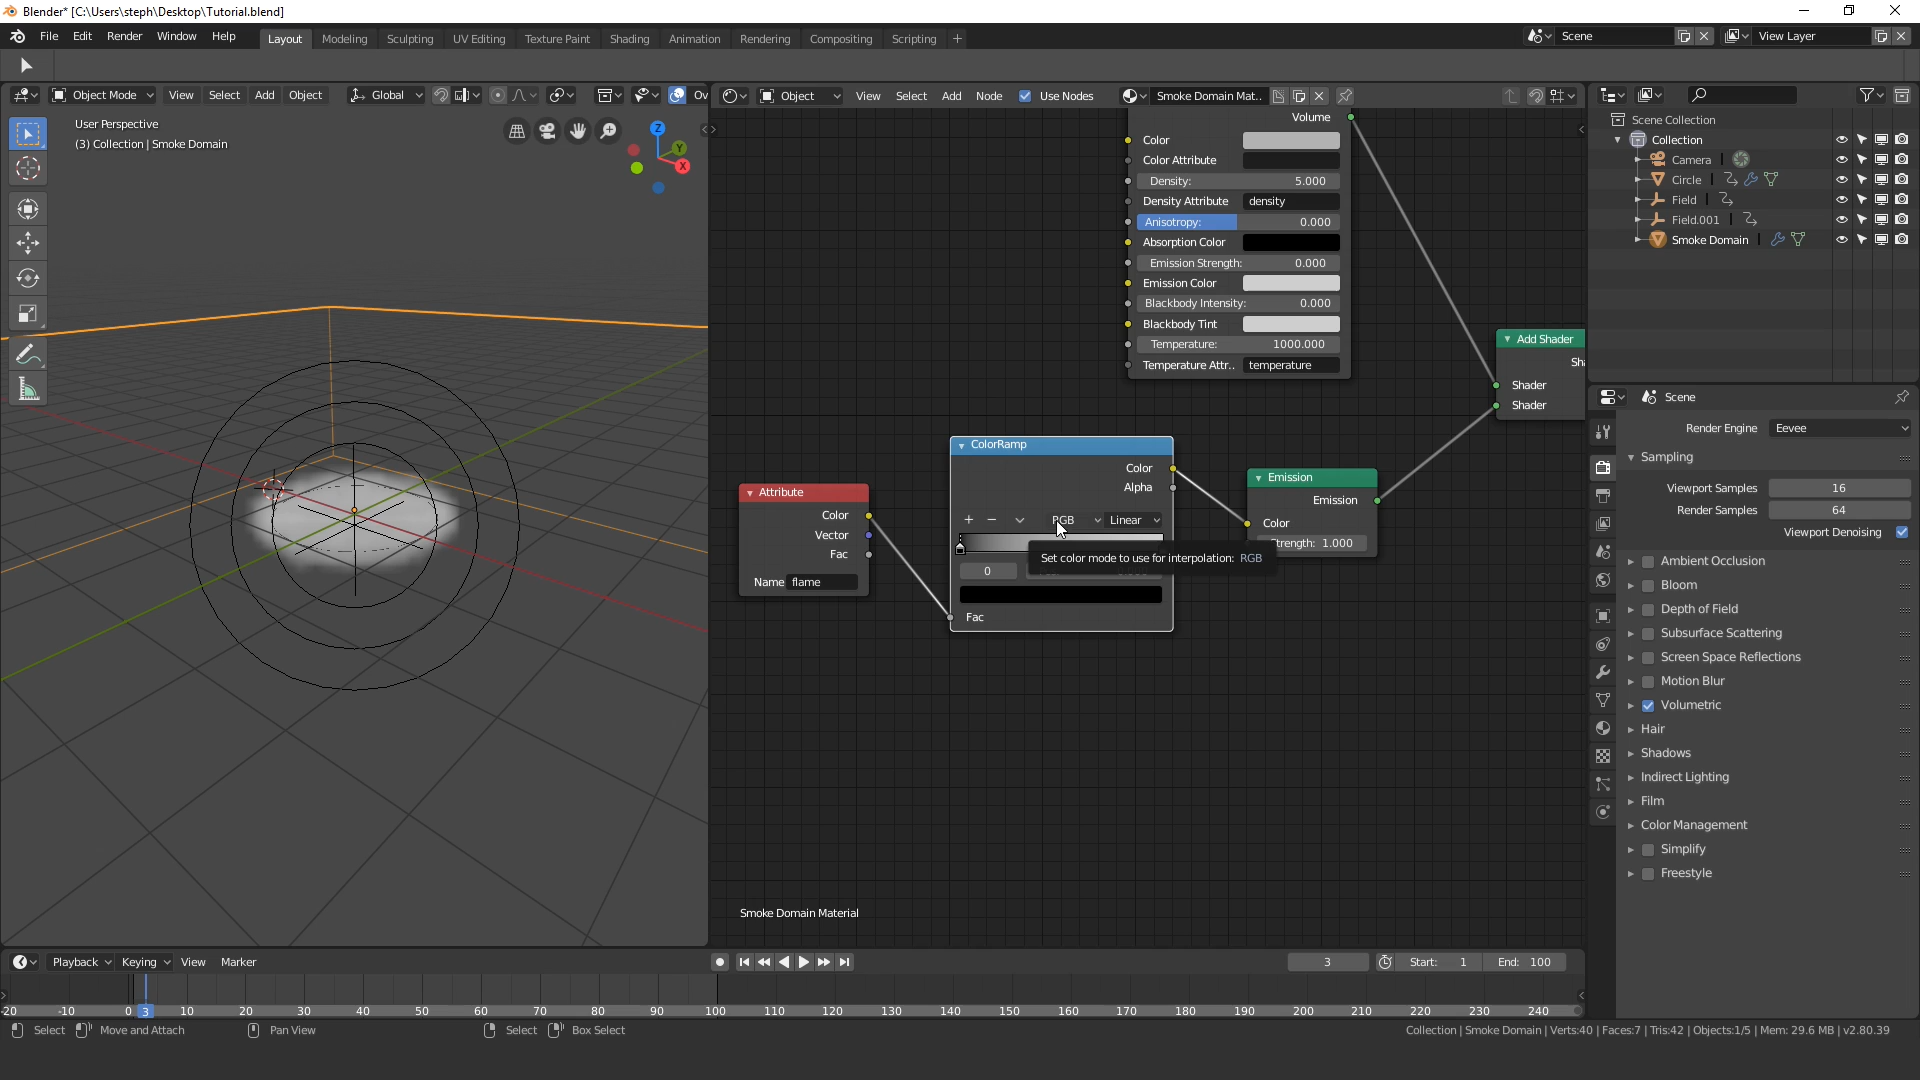 Blender* [C:\Users\steph\Desktop\Tutorial.blend]
File Edit Render Window Help Layout Modeling Sculpting UV Editing Texture Paint Shading Animation Rendering Compositing Scripting + Scene View Layer
Object Mode View Select Add Object Global Ov
Object View Select Add Node Use Nodes Smoke Domain Mat..
User Perspective
(3) Collection | Smoke Domain
Z
Y
X
Volume
Color
Color Attribute
Density: 5.000
Density Attribute density
Anisotropy: 0.000
Absorption Color
Emission Strength: 0.000
Emission Color
Blackbody Intensity: 0.000
Blackbody Tint
Temperature: 1000.000
Temperature Attr.. temperature
Add Shader
Sha
Shader
Shader
Attribute
Color
Vector
Fac
Name flame
ColorRamp
Color
Alpha
+ − RGB Linear
0
Fac
Set color mode to use for interpolation: RGB
Emission
Emission
Color
Strength: 1.000
Smoke Domain Material
Scene Collection
Collection
Camera
Circle
Field
Field.001
Smoke Domain
Scene
Render Engine Eevee
Sampling
Viewport Samples 16
Render Samples 64
Viewport Denoising
Ambient Occlusion
Bloom
Depth of Field
Subsurface Scattering
Screen Space Reflections
Motion Blur
Volumetric
Hair
Shadows
Indirect Lighting
Film
Color Management
Simplify
Freestyle
Playback Keying View Marker 3 Start: 1 End: 100
-20 -10 0 3 10 20 30 40 50 60 70 80 90 100 110 120 130 140 150 160 170 180 190 200 210 220 230 240
Select Move and Attach Pan View Select Box Select Collection | Smoke Domain | Verts:40 | Faces:7 | Tris:42 | Objects:1/5 | Mem: 29.6 MB | v2.80.39